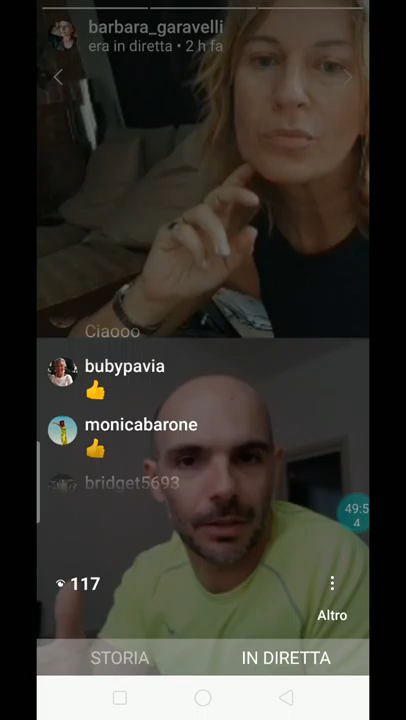 barbara_garavelli
era in diretta • 2 h fa
Ciaooo
bubypavia
👍
monicabarone
👍
bridget5693
49:5
4
117
Altro
STORIA
IN DIRETTA